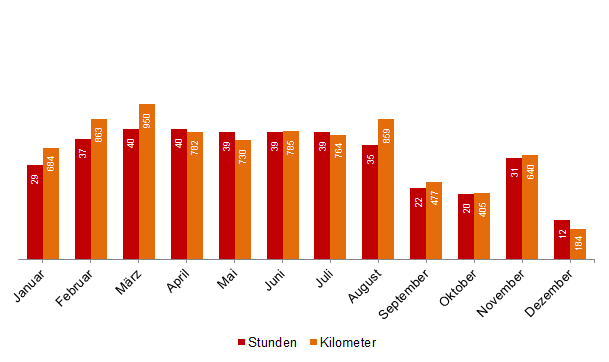 29 684 37 863 40 950 40 782 39 730 39 785 39 764 35 859 22 477 20 405 31 640 12 184
Januar Februar März April Mai Juni Juli August September Oktober November Dezember
Stunden Kilometer